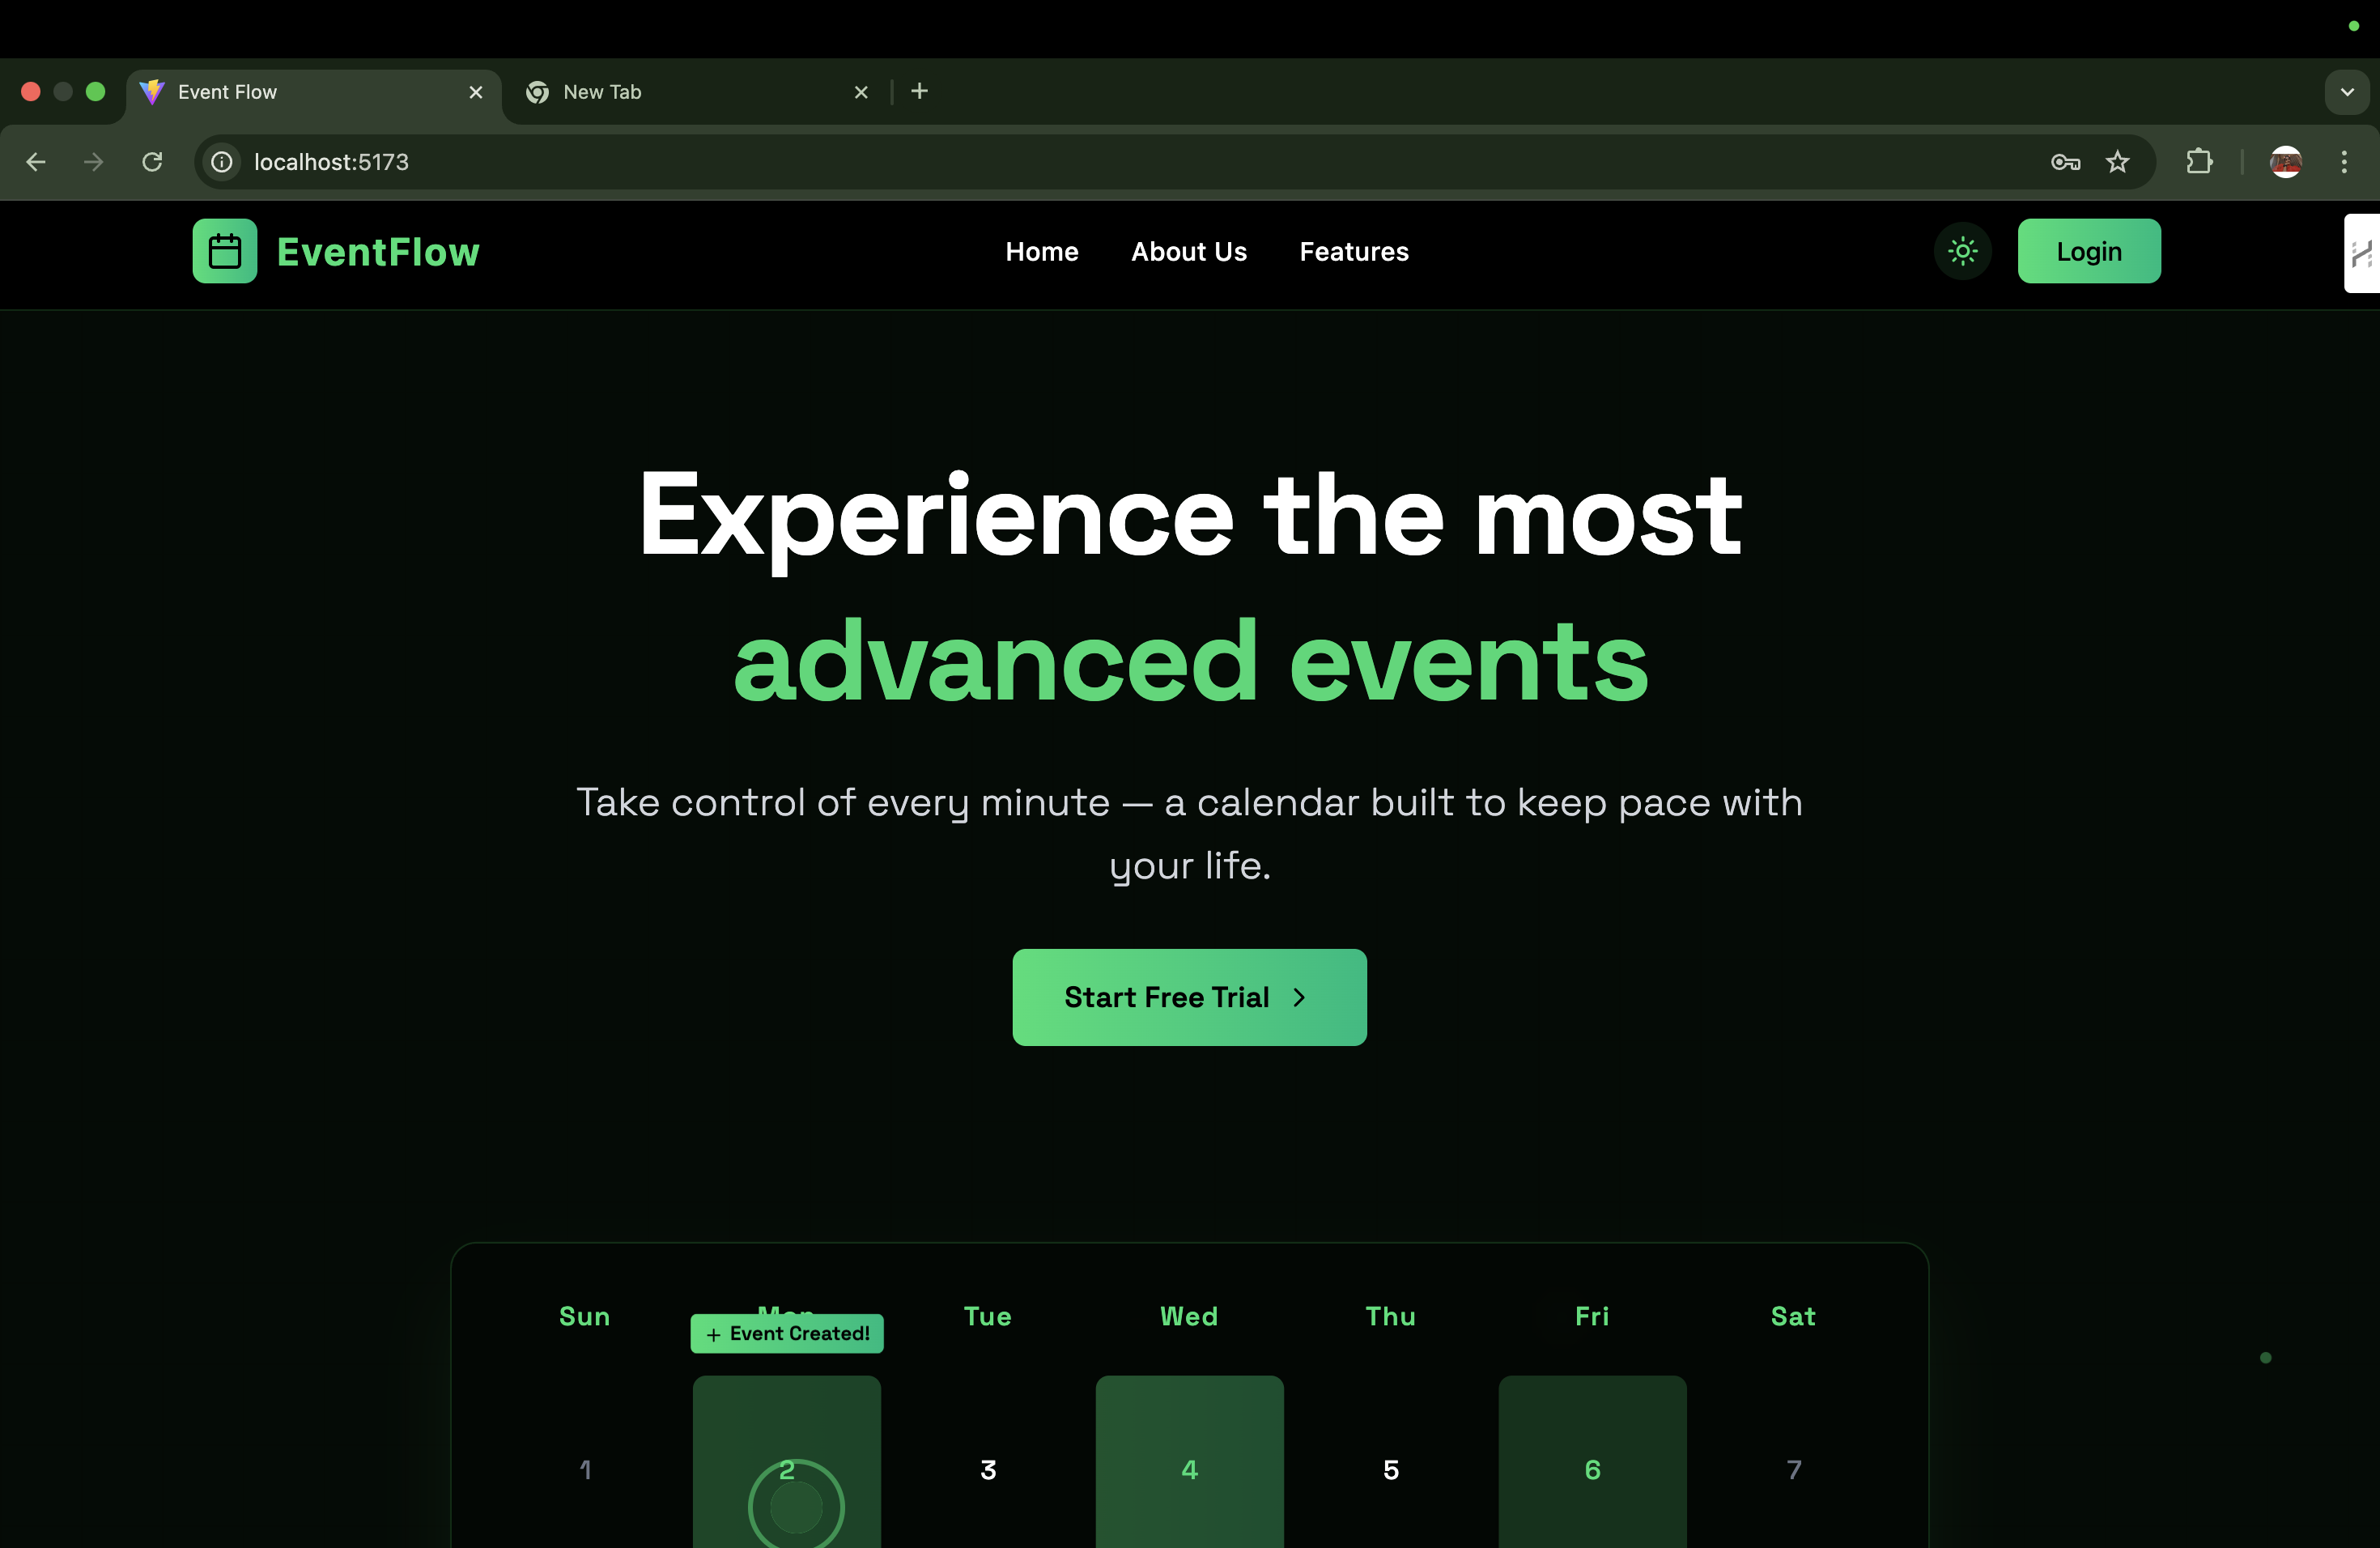 Event Flow
New Tab
localhost:5173
EventFlow
Home About Us Features
Login
Experience the most
advanced events
Take control of every minute — a calendar built to keep pace with
your life.
Start Free Trial
Sun Mon Tue Wed Thu Fri Sat
+ Event Created!
1 2 3 4 5 6 7